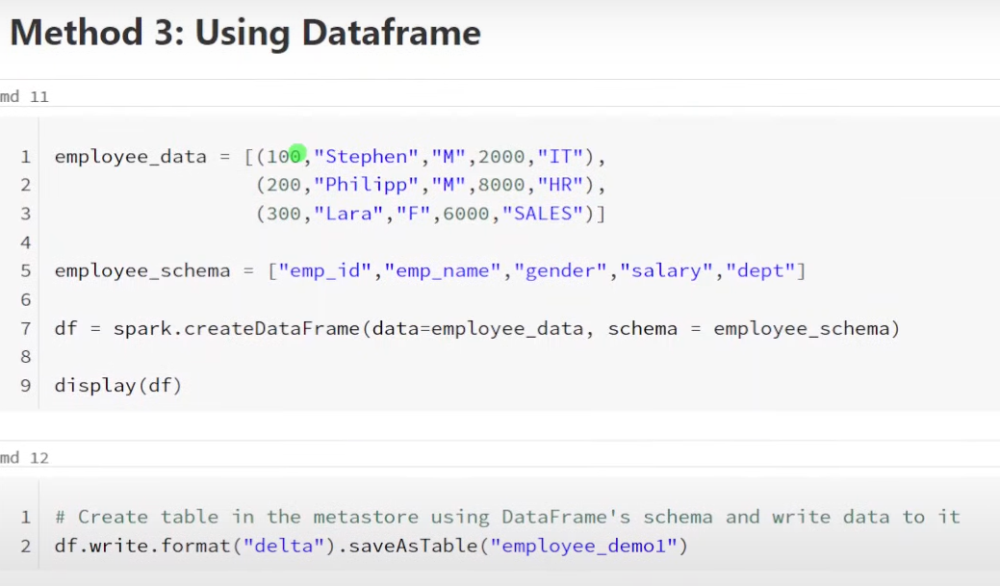 Method 3: Using Dataframe
md 11
1 employee_data = [(100,"Stephen","M",2000,"IT"),
2 (200,"Philipp","M",8000,"HR"),
3 (300,"Lara","F",6000,"SALES")]
4
5 employee_schema = ["emp_id","emp_name","gender","salary","dept"]
6
7 df = spark.createDataFrame(data=employee_data, schema = employee_schema)
8
9 display(df)
md 12
1 # Create table in the metastore using DataFrame's schema and write data to it
2 df.write.format("delta").saveAsTable("employee_demo1")